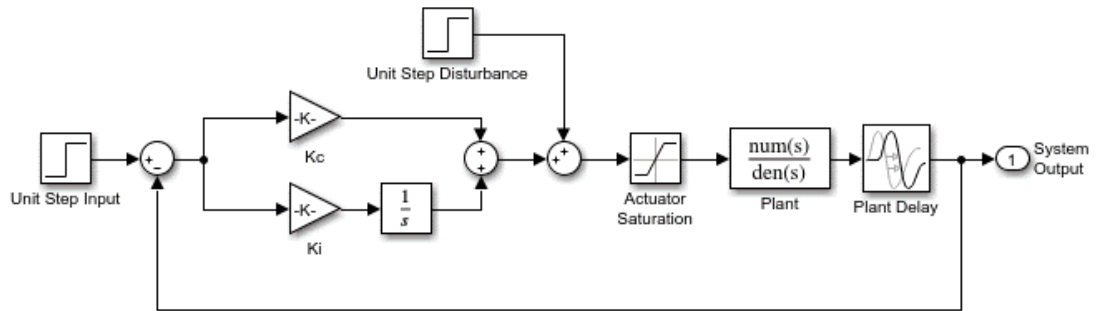 Unit Step Disturbance
-K-
Kc
+
−
+
+
+
+
Unit Step Input
-K-
Ki
1
s
Actuator
Saturation
num(s)
den(s)
Plant
Plant Delay
1
System
Output